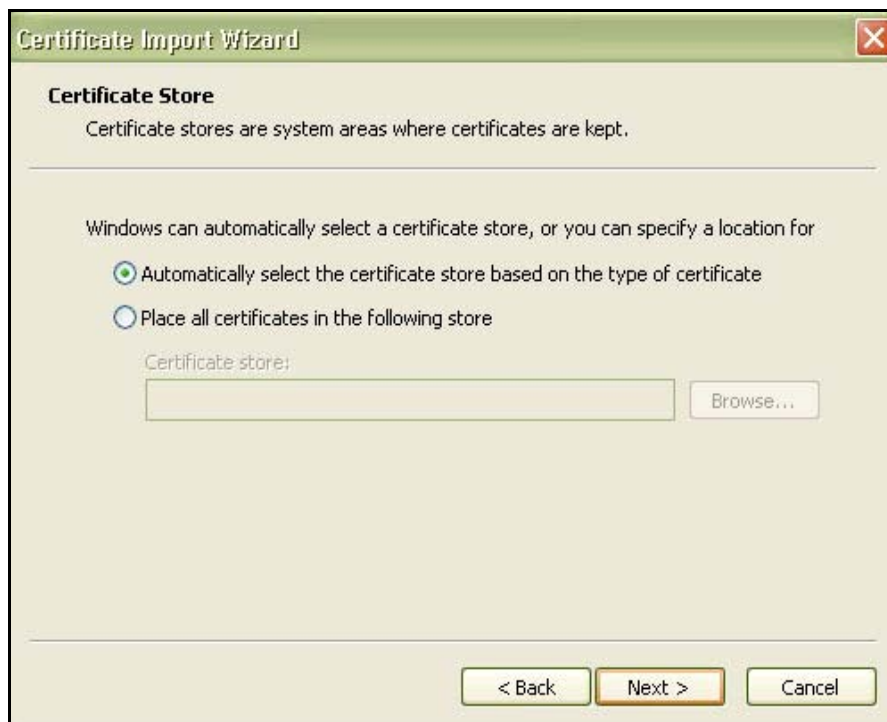 Certificate Import Wizard
Certificate Store
Certificate stores are system areas where certificates are kept.
Windows can automatically select a certificate store, or you can specify a location for
Automatically select the certificate store based on the type of certificate
Place all certificates in the following store
Certificate store:
Browse...
< Back Next > Cancel